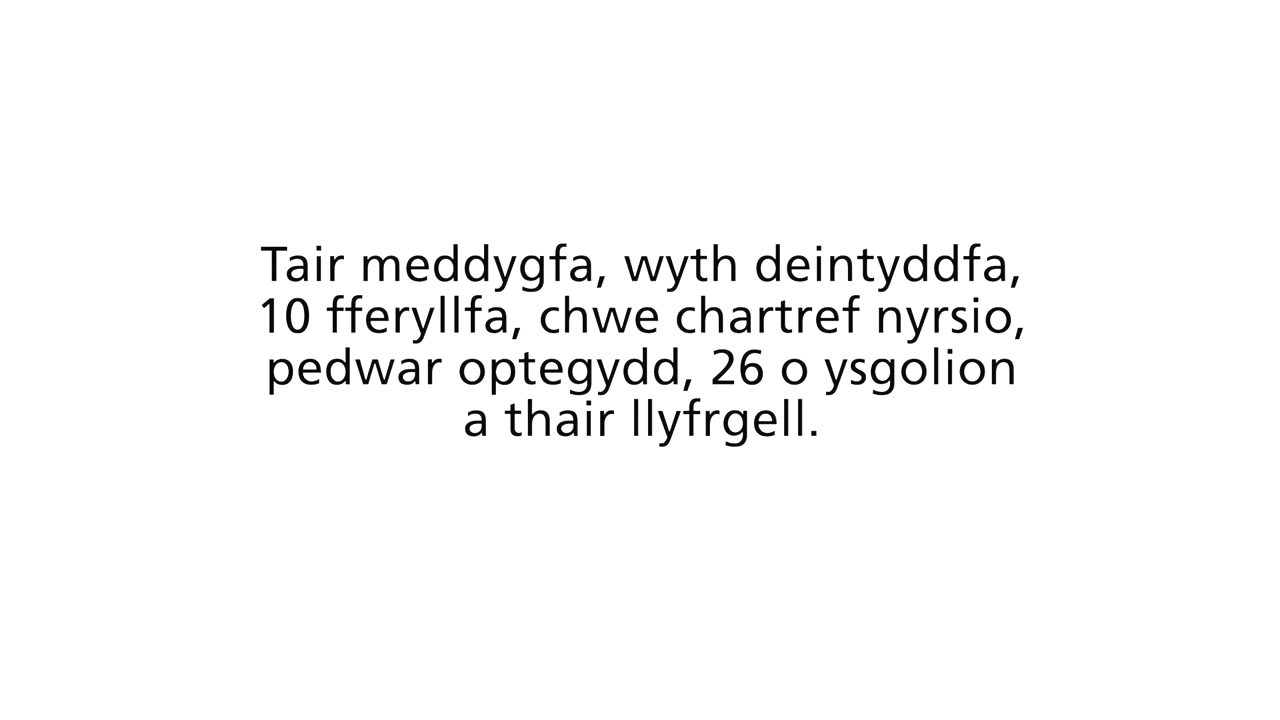 Tair meddygfa, wyth deintyddfa,
10 fferyllfa, chwe chartref nyrsio,
pedwar optegydd, 26 o ysgolion
a thair llyfrgell.